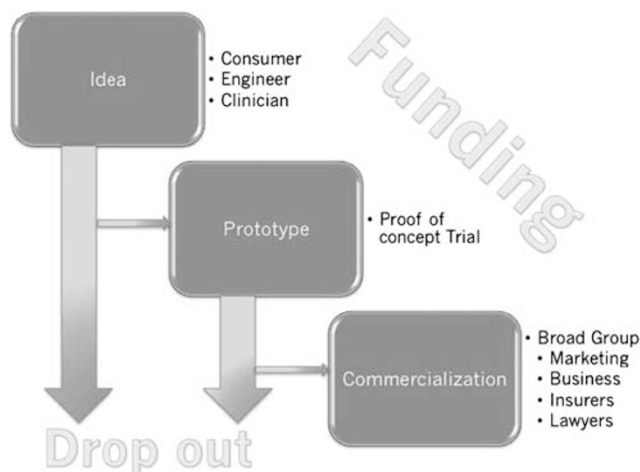 Idea
• Consumer
• Engineer
• Clinician
Funding
Prototype
• Proof of
concept Trial
Commercialization
• Broad Group
• Marketing
• Business
• Insurers
• Lawyers
Drop out